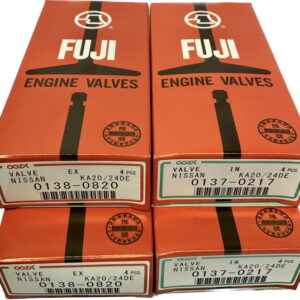 FUJI
ENGINE VALVES
OOZX
VALVE EX 4 PCS
NISSAN KA20/24DE
0138-0820
FUJI
ENGINE VALVES
OOZX
VALVE IN 4 PCS
NISSAN KA20/24DE
0137-0217
OOZX
VALVE EX 4 PCS
NISSAN KA20/24DE
0138-0820
OOZX
VALVE IN 4 PCS
NISSAN KA20/24DE
0137-0217